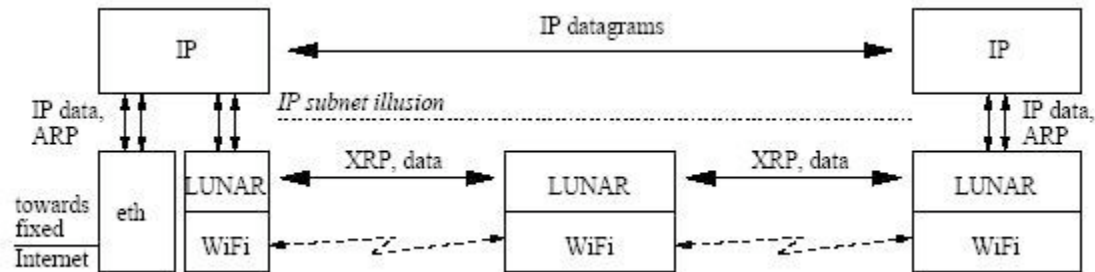 IP
IP datagrams
IP
IP data,
ARP
IP subnet illusion
IP data,
ARP
XRP, data
XRP, data
LUNAR
LUNAR
LUNAR
towards
fixed
Internet
eth
WiFi
WiFi
WiFi